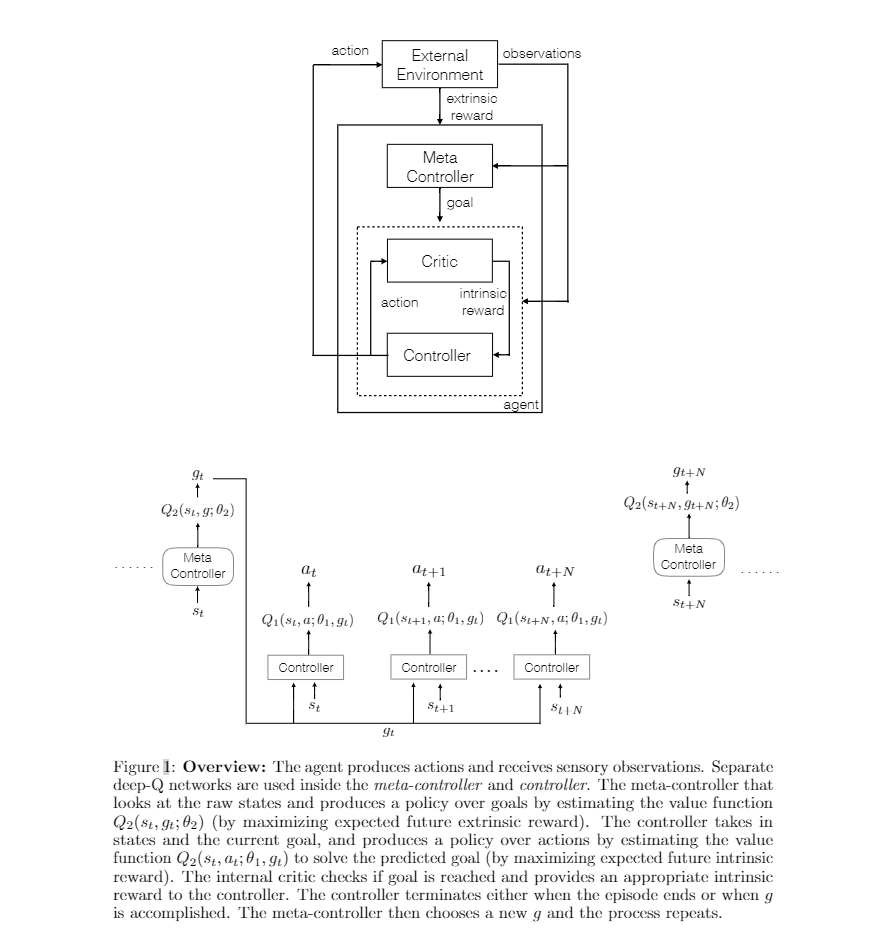 action
External
Environment
observations
extrinsic
reward
Meta
Controller
goal
Critic
action
intrinsic
reward
Controller
agent
g_t
Q_2(s_t, g; θ_2)
Meta
Controller
......
s_t
a_t
Q_1(s_t, a; θ_1, g_t)
Controller
s_t
a_{t+1}
Q_1(s_{t+1}, a; θ_1, g_t)
Controller
s_{t+1}
....
a_{t+N}
Q_1(s_{t+N}, a; θ_1, g_t)
Controller
s_{t+N}
g_t
g_{t+N}
Q_2(s_{t+N}, g_{t+N}; θ_2)
Meta
Controller
......
s_{t+N}
Figure 1: Overview: The agent produces actions and receives sensory observations. Separate
deep-Q networks are used inside the meta-controller and controller. The meta-controller that
looks at the raw states and produces a policy over goals by estimating the value function
Q_2(s_t, g_t; θ_2) (by maximizing expected future extrinsic reward). The controller takes in
states and the current goal, and produces a policy over actions by estimating the value
function Q_2(s_t, a_t; θ_1, g_t) to solve the predicted goal (by maximizing expected future intrinsic
reward). The internal critic checks if goal is reached and provides an appropriate intrinsic
reward to the controller. The controller terminates either when the episode ends or when g
is accomplished. The meta-controller then chooses a new g and the process repeats.